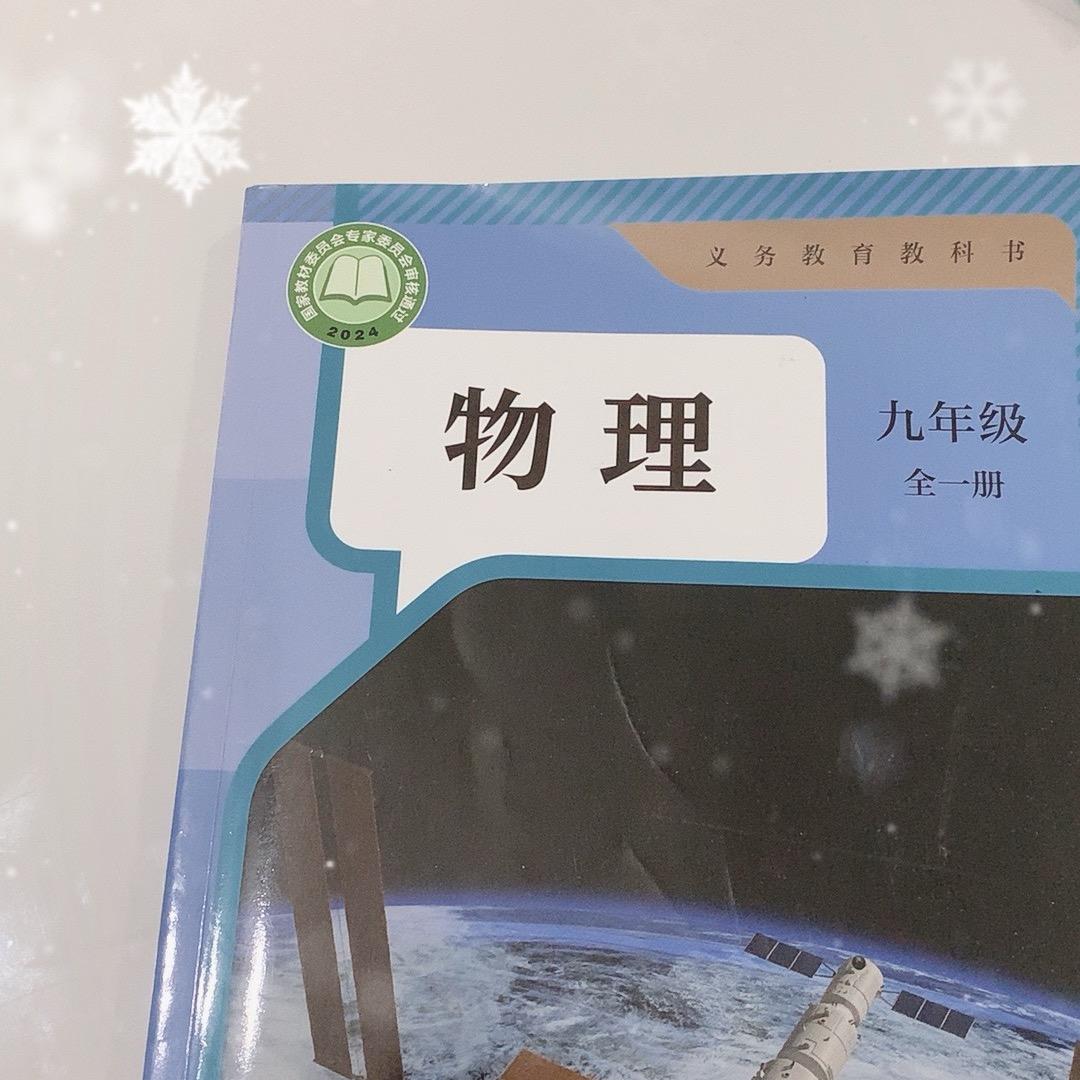 义务教育教科书
国家教材委员会专家委员会审核通过
2024
物理
九年级
全一册